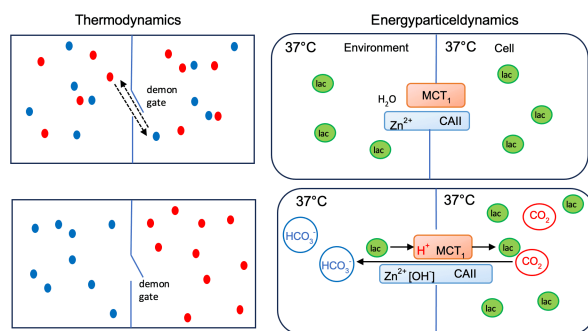 Thermodynamics
Energyparticeldynamics
demon
gate
37°C Environment 37°C Cell
lac
lac
lac
lac
lac
lac
H₂O
MCT₁
Zn²⁺ CAII
demon
gate
37°C 37°C
HCO₃⁻
HCO₃⁻
lac
H⁺ MCT₁
lac
lac
lac
CO₂
CO₂
Zn²⁺ [OH⁻] CAII
lac
lac
lac